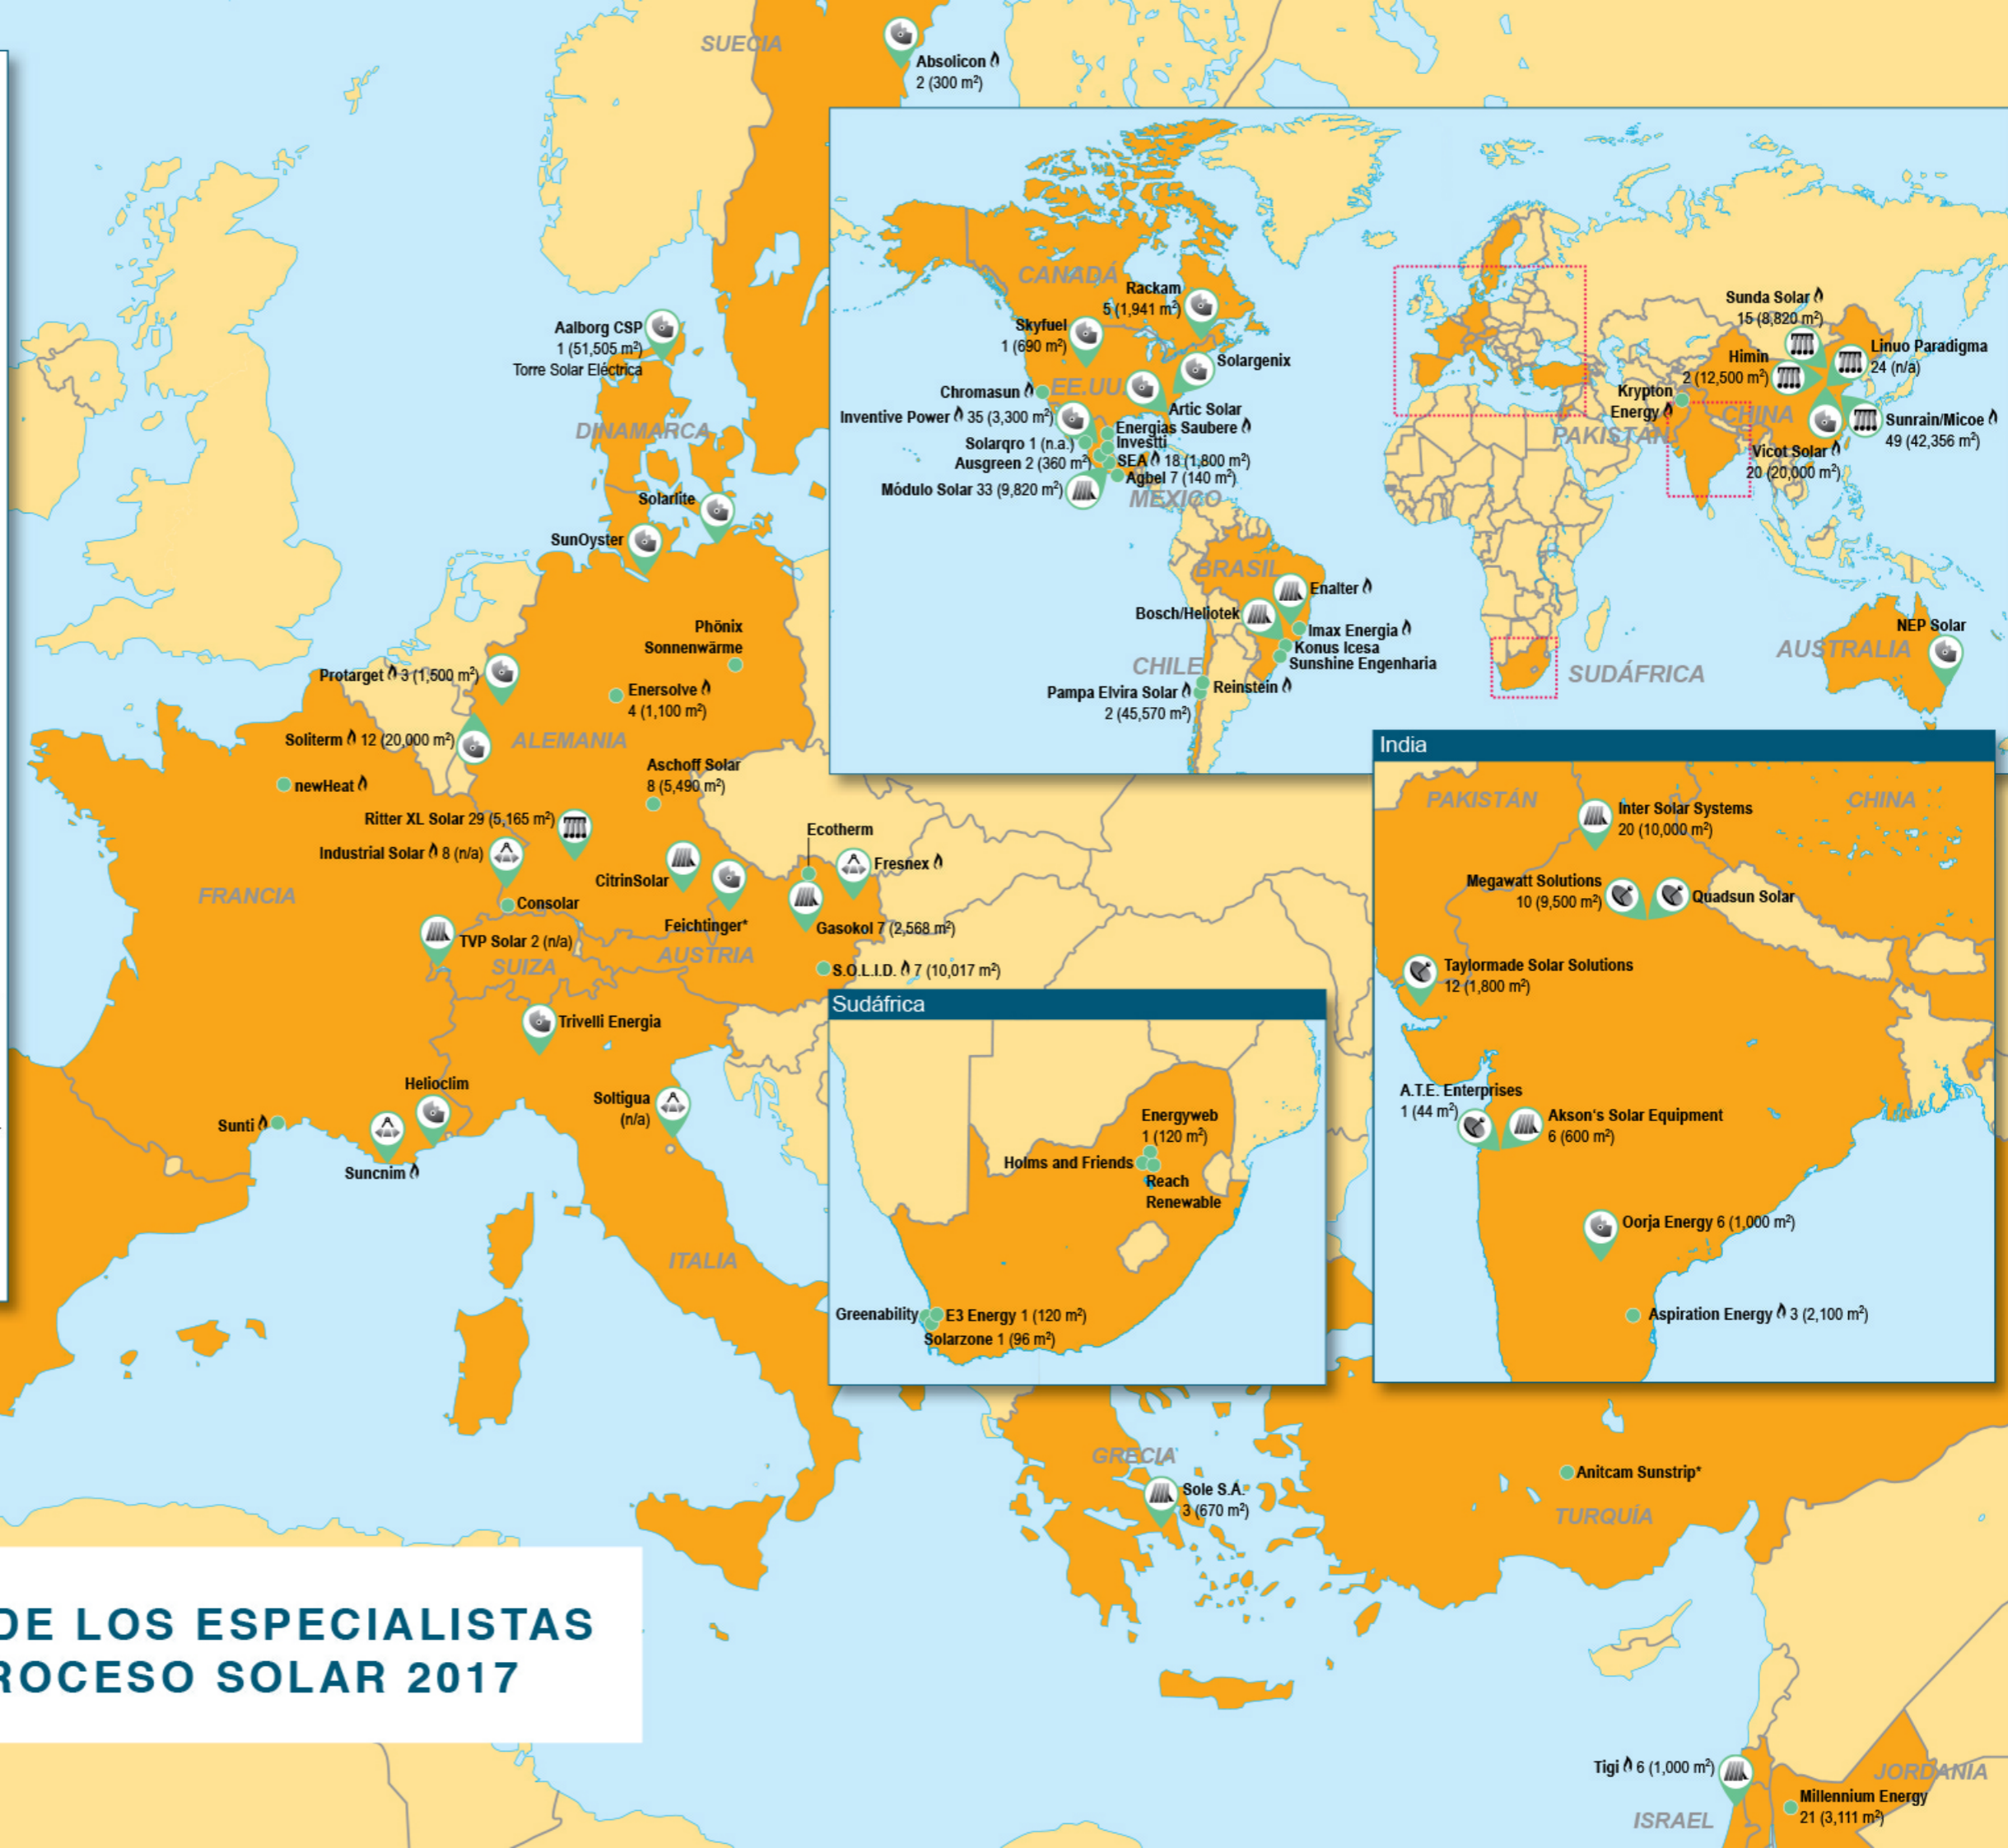 SUECIA
Absolicon
2 (300 m²)
Aalborg CSP
1 (51,505 m²)
Torre Solar Eléctrica
DINAMARCA
Solarlite
SunOyster
Phönix
Sonnenwärme
Protarget 3 (1,500 m²)
Enersolve
4 (1,100 m²)
Soliterm 12 (20,000 m²)
ALEMANIA
newHeat
Aschoff Solar
8 (5,490 m²)
Ritter XL Solar 29 (5,165 m²)
Industrial Solar 8 (n/a)
Ecotherm
Fresnex
CitrinSolar
FRANCIA
Consolar
Feichtinger*
Gasokol 7 (2,568 m²)
TVP Solar 2 (n/a)
AUSTRIA
SUIZA
S.O.L.I.D. 7 (10,017 m²)
Trivelli Energia
Helioclim
Soltigua
(n/a)
Sunti
Suncnim
ITALIA
CANADÁ
Rackam
5 (1,941 m²)
Skyfuel
1 (690 m²)
Solargenix
Chromasun
EE.UU.
Artic Solar
Inventive Power 35 (3,300 m²)
Energias Saubere
Solarqro 1 (n.a.)
Investti
Ausgreen 2 (360 m²)
SEA 18 (1,800 m²)
Agbel 7 (140 m²)
Módulo Solar 33 (9,820 m²)
MÉXICO
BRASIL
Enalter
Bosch/Heliotek
Imax Energia
Konus Icesa
Sunshine Engenharia
CHILE
Reinstein
Pampa Elvira Solar
2 (45,570 m²)
Sunda Solar
15 (8,820 m²)
Linuo Paradigma
24 (n/a)
Himin
2 (12,500 m²)
Krypton
Energy
CHINA
PAKISTÁN
Sunrain/Micoe
49 (42,356 m²)
Vicot Solar
20 (20,000 m²)
NEP Solar
AUSTRALIA
SUDÁFRICA
India
PAKISTÁN
CHINA
Inter Solar Systems
20 (10,000 m²)
Megawatt Solutions
10 (9,500 m²)
Quadsun Solar
Taylormade Solar Solutions
12 (1,800 m²)
A.T.E. Enterprises
1 (44 m²)
Akson's Solar Equipment
6 (600 m²)
Oorja Energy 6 (1,000 m²)
Aspiration Energy 3 (2,100 m²)
Sudáfrica
Energyweb
1 (120 m²)
Holms and Friends
Reach
Renewable
Greenability
E3 Energy 1 (120 m²)
Solarzone 1 (96 m²)
GRECIA
Sole S.A.
3 (670 m²)
Anitcam Sunstrip*
TURQUÍA
DE LOS ESPECIALISTAS
ROCESO SOLAR 2017
Tigi 6 (1,000 m²)
JORDANIA
Millennium Energy
21 (3,111 m²)
ISRAEL